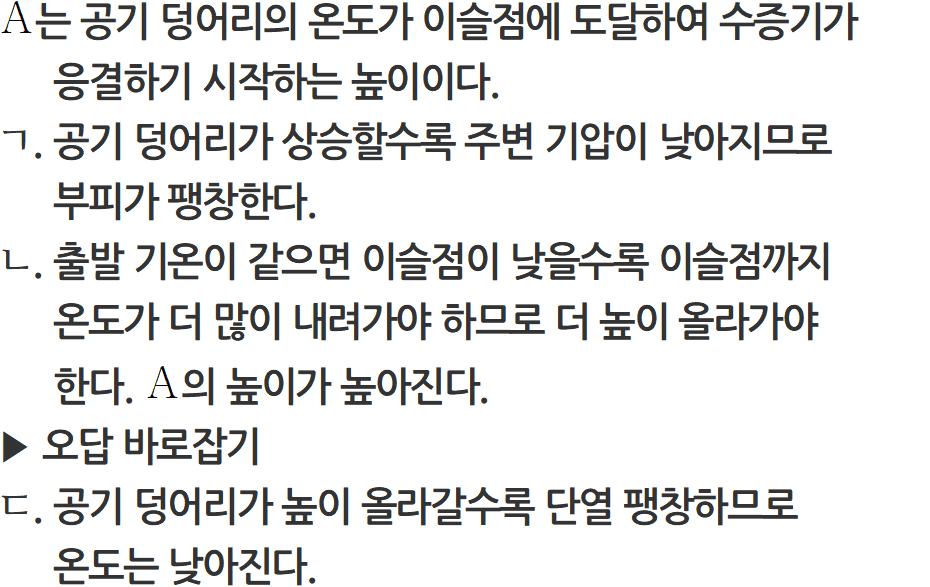 A는 공기 덩어리의 온도가 이슬점에 도달하여 수증기가
응결하기 시작하는 높이이다.
ㄱ. 공기 덩어리가 상승할수록 주변 기압이 낮아지므로
부피가 팽창한다.
ㄴ. 출발 기온이 같으면 이슬점이 낮을수록 이슬점까지
온도가 더 많이 내려가야 하므로 더 높이 올라가야
한다. A의 높이가 높아진다.
▶ 오답 바로잡기
ㄷ. 공기 덩어리가 높이 올라갈수록 단열 팽창하므로
온도는 낮아진다.